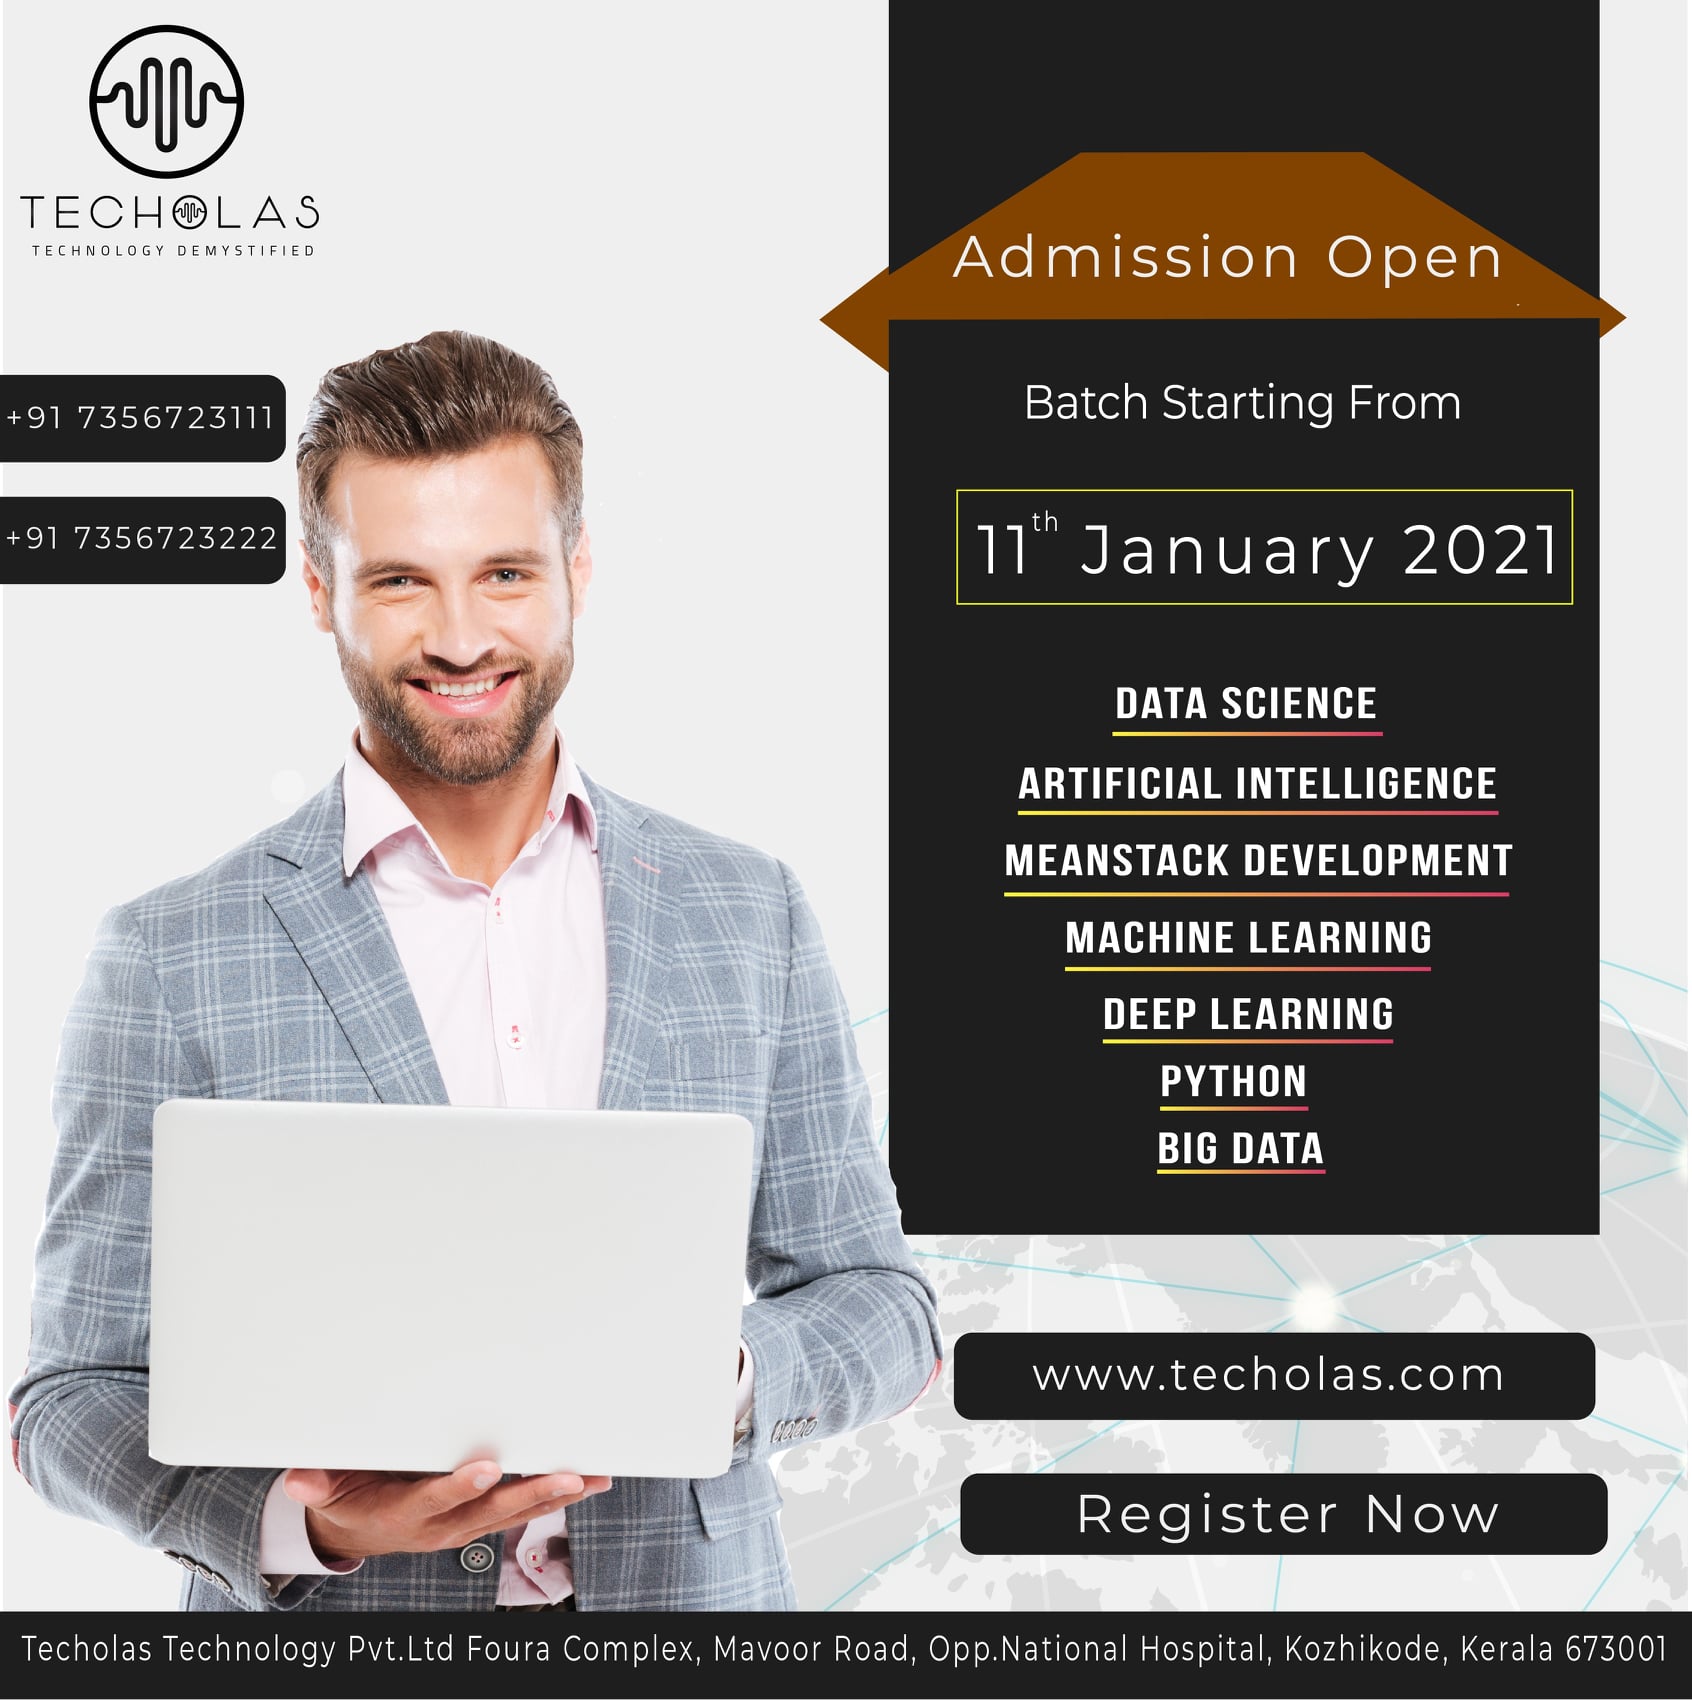 TECHOLAS
TECHNOLOGY DEMYSTIFIED
+91 7356723111
+91 7356723222
Admission Open
Batch Starting From
11th January 2021
DATA SCIENCE
ARTIFICIAL INTELLIGENCE
MEANSTACK DEVELOPMENT
MACHINE LEARNING
DEEP LEARNING
PYTHON
BIG DATA
www.techolas.com
Register Now
Techolas Technology Pvt.Ltd Foura Complex, Mavoor Road, Opp.National Hospital, Kozhikode, Kerala 673001